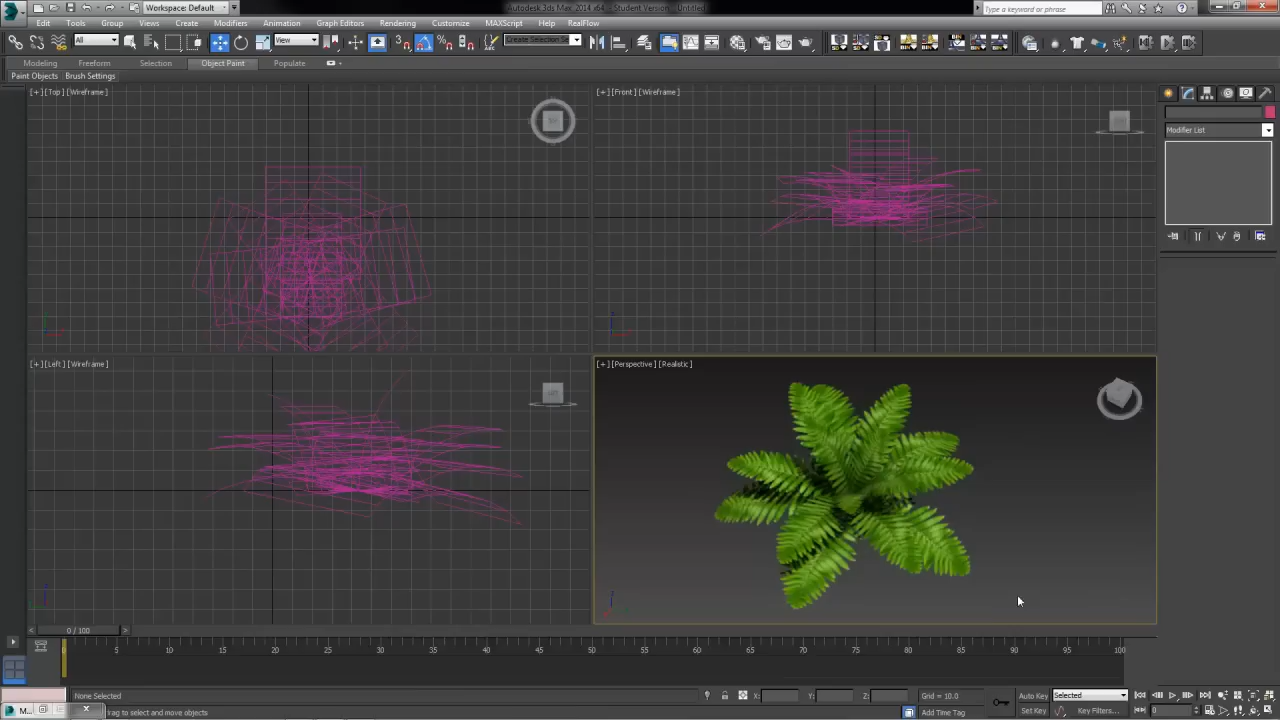 Workspace: Default
Autodesk 3ds Max 2014 x64 - Student Version
Untitled
Type a keyword or phrase
Edit Tools Group Views Create Modifiers Animation Graph Editors Rendering Customize MAXScript Help RealFlow
All
View
Create Selection Se
Modeling Freeform Selection Object Paint Populate
Paint Objects Brush Settings
[+] [Top] [Wireframe]
[+] [Front] [Wireframe]
Modifier List
[+] [Left] [Wireframe]
[+] [Perspective] [Realistic]
0 / 100
0 5 10 15 20 25 30 35 40 45 50 55 60 65 70 75 80 85 90 95 100
None Selected
X: Y: Z:
Grid = 10.0
Auto Key
Selected
M...
drag to select and move objects
Add Time Tag
Set Key
Key Filters...
0